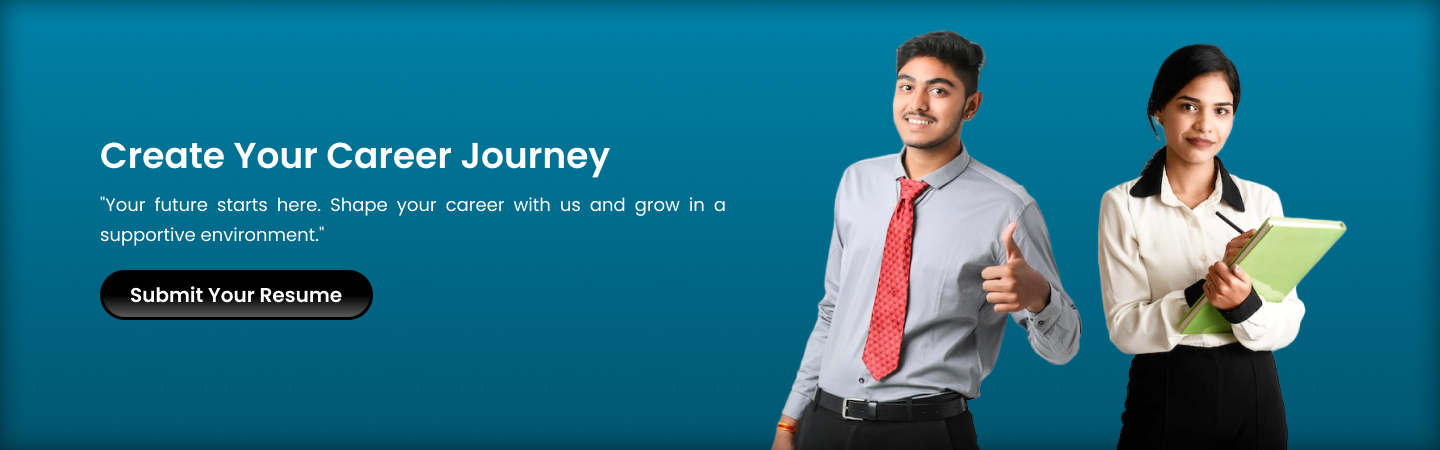 Create Your Career Journey
"Your future starts here. Shape your career with us and grow in a
supportive environment."
Submit Your Resume